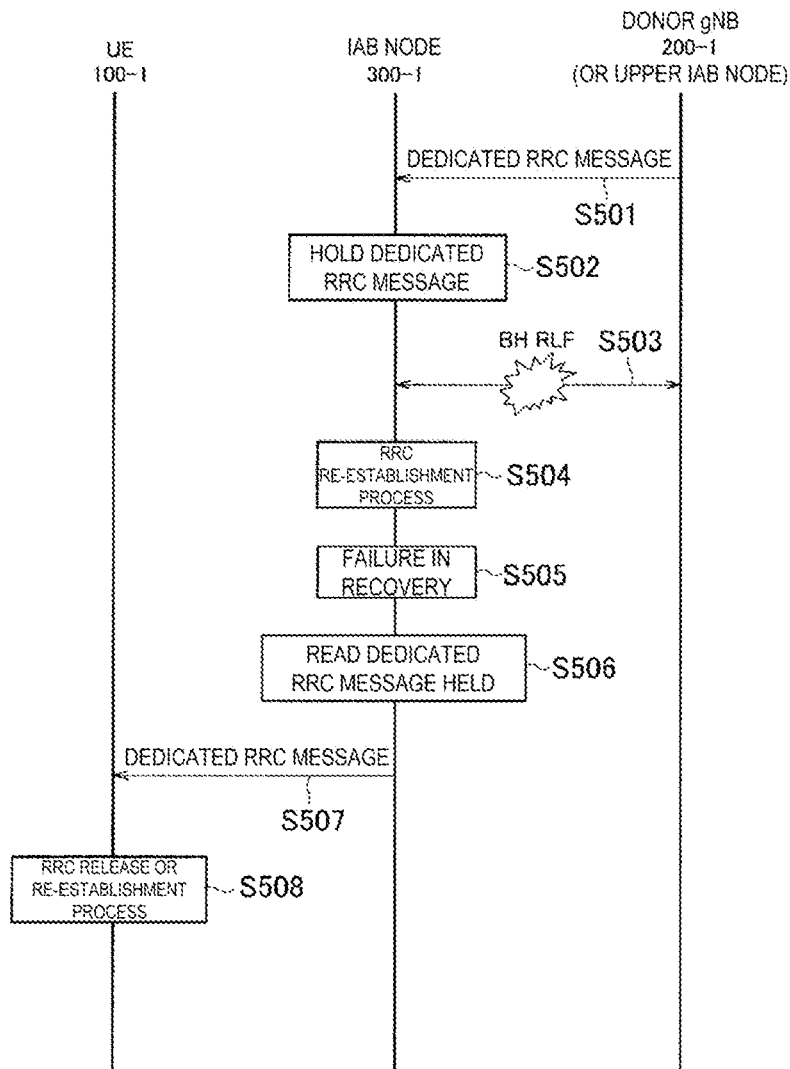 UE
100-1
IAB NODE
300-1
DONOR gNB
200-1
(OR UPPER IAB NODE)
DEDICATED RRC MESSAGE
S501
HOLD DEDICATED
RRC MESSAGE
S502
BH RLF
S503
RRC
RE-ESTABLISHMENT
PROCESS
S504
FAILURE IN
RECOVERY
S505
READ DEDICATED
RRC MESSAGE HELD
S506
DEDICATED RRC MESSAGE
S507
RRC RELEASE OR
RE-ESTABLISHMENT
PROCESS
S508